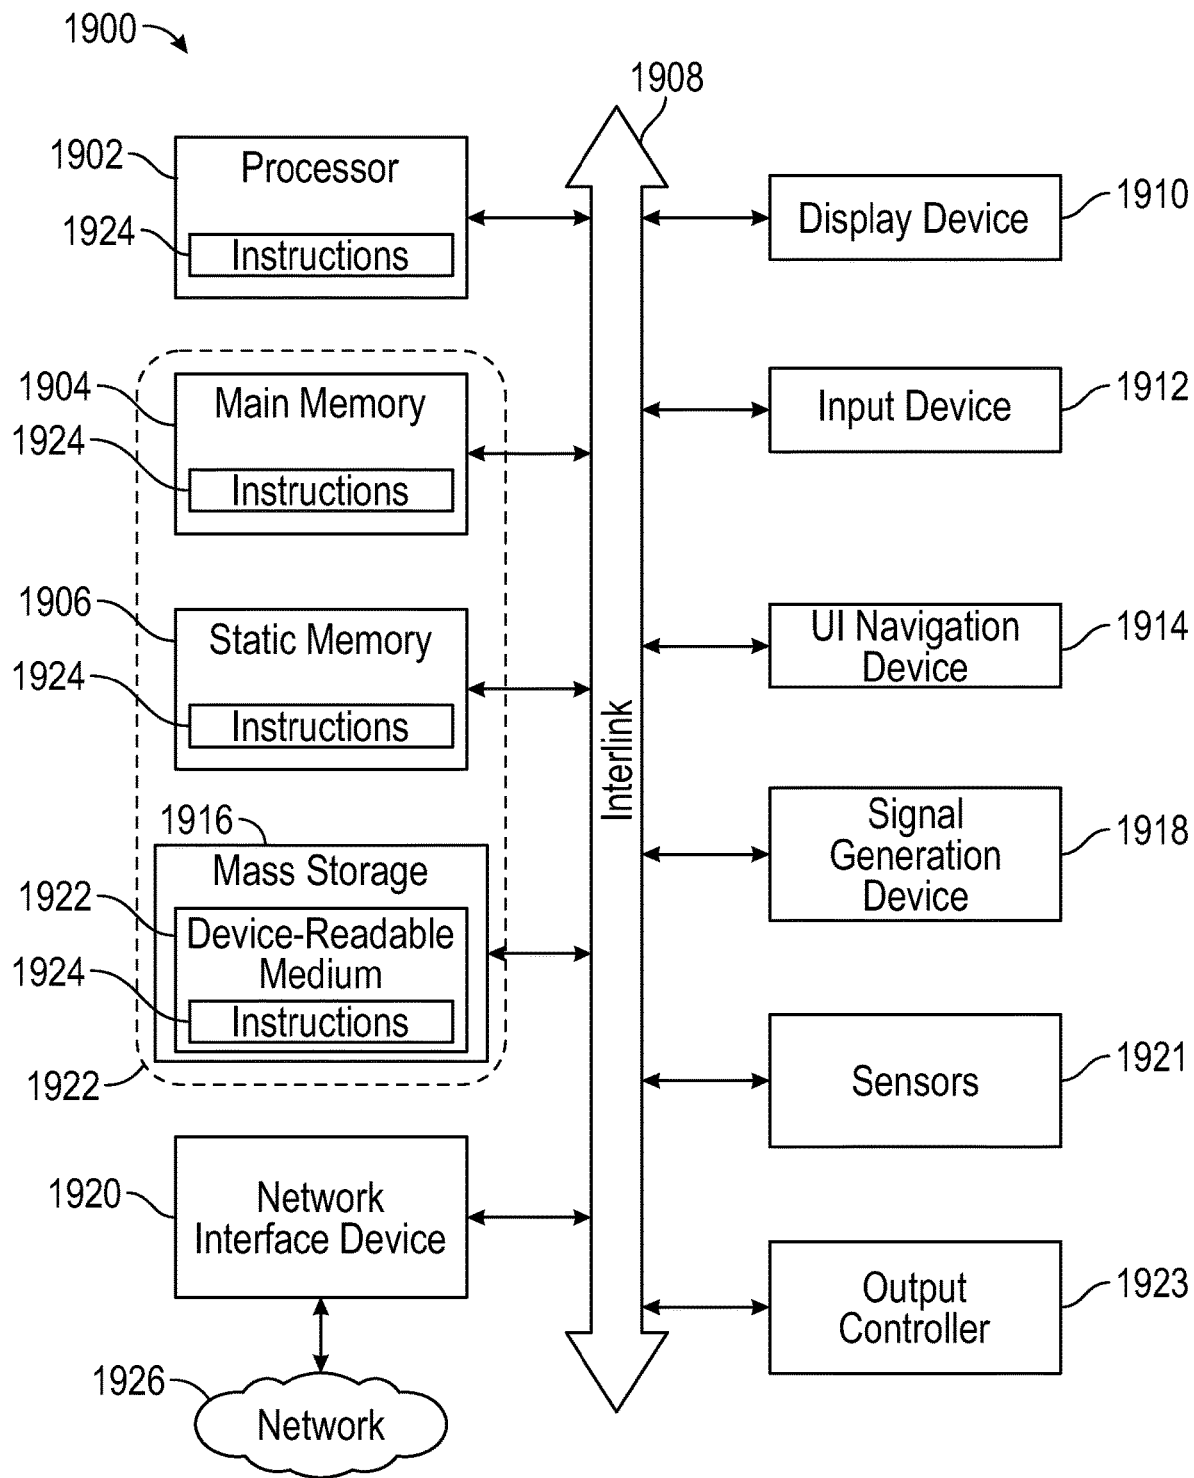 1900
1908
1902
Processor
1924
Instructions
1904
Main Memory
1924
Instructions
1906
Static Memory
1924
Instructions
1916
Mass Storage
1922
Device-Readable
Medium
1924
Instructions
1922
1920
Network
Interface Device
1926
Network
Interlink
Display Device
1910
Input Device
1912
UI Navigation
Device
1914
Signal
Generation
Device
1918
Sensors
1921
Output
Controller
1923